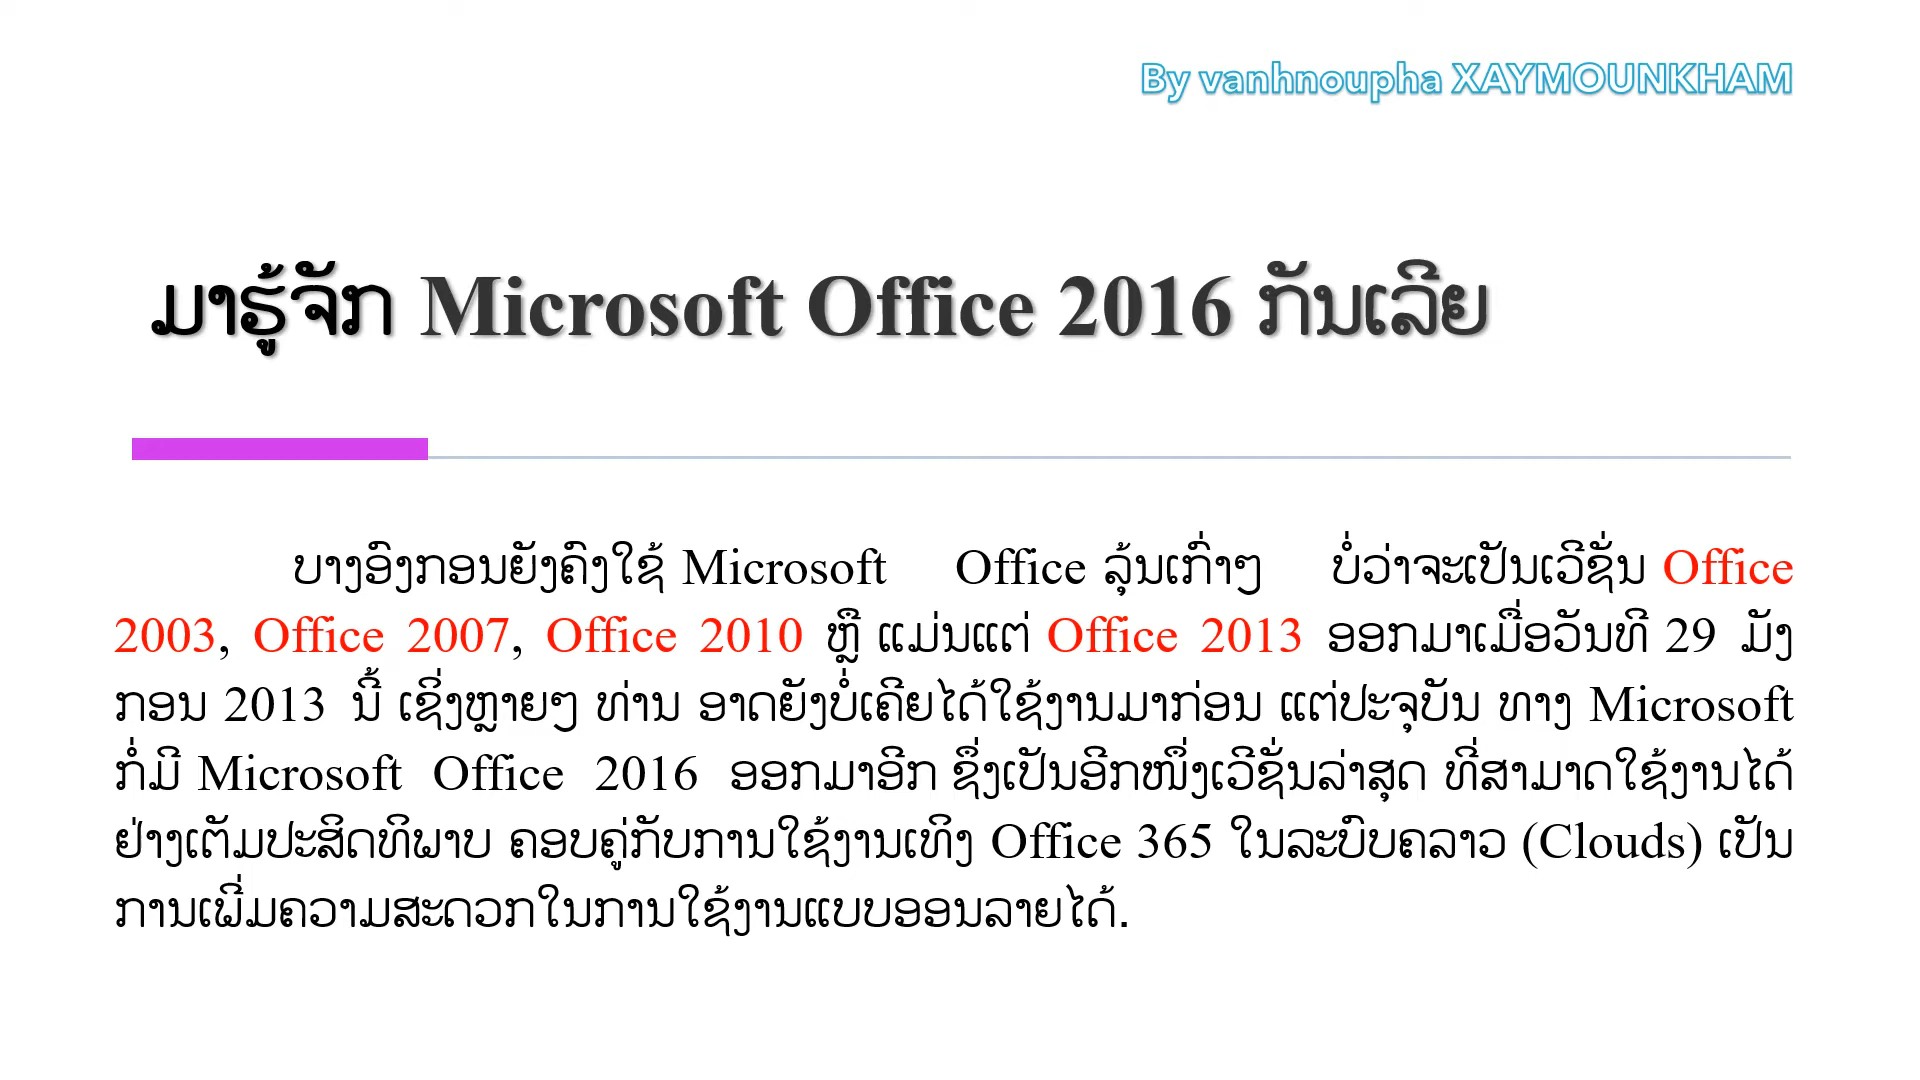 By vanhnoupha XAYMOUNKHAM
ມາຮູ້ຈັກ Microsoft Office 2016 ກັນເລີຍ
ບາງອົງກອນຍັງຄົງໃຊ້ Microsoft Office ລຸ້ນເກົ່າໆ ບໍ່ວ່າຈະເປັນເວີຊັ່ນ Office
2003, Office 2007, Office 2010 ຫຼື ແມ່ນແຕ່ Office 2013 ອອກມາເມື່ອວັນທີ 29 ມັງ
ກອນ 2013 ນີ້ ເຊິ່ງຫຼາຍໆ ທ່ານ ອາດຍັງບໍ່ເຄີຍໄດ້ໃຊ້ງານມາກ່ອນ ແຕ່ປະຈຸບັນ ທາງ Microsoft
ກໍ່ມີ Microsoft Office 2016 ອອກມາອີກ ຊຶ່ງເປັນອີກໜຶ່ງເວີຊັ່ນລ່າສຸດ ທີ່ສາມາດໃຊ້ງານໄດ້
ຢ່າງເຕັມປະສິດທິພາບ ຄອບຄູ່ກັບການໃຊ້ງານເທິງ Office 365 ໃນລະບົບຄລາວ (Clouds) ເປັນ
ການເພີ່ມຄວາມສະດວກໃນການໃຊ້ງານແບບອອນລາຍໄດ້.